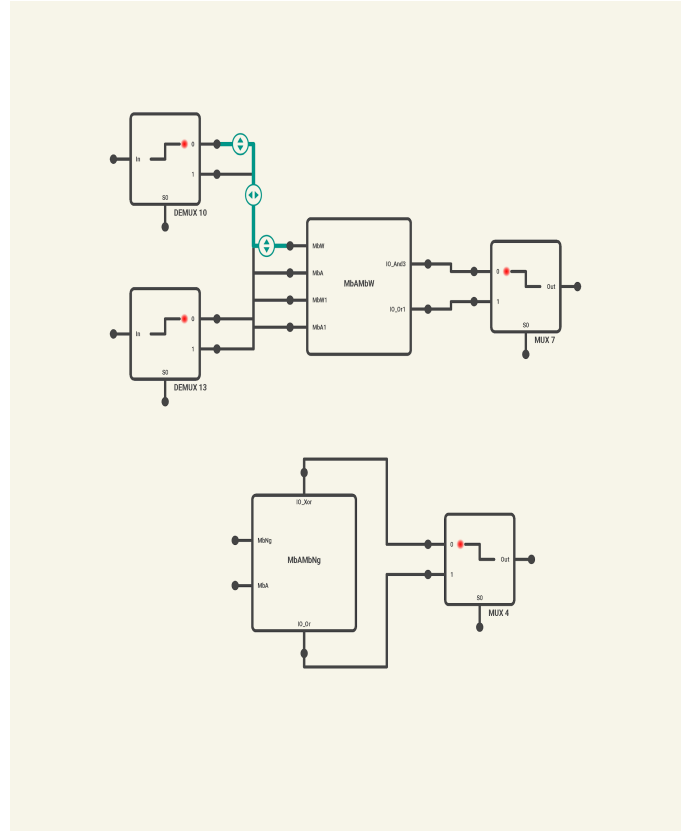 0
In
1
S0
DEMUX 10
MbW
MbA
MbW1
MbA1
MbAMbW
IO_And3
IO_Or1
0
1
Out
S0
MUX 7
0
In
1
S0
DEMUX 13
IO_Xor
MbNg
MbA
MbAMbNg
IO_Or
0
1
Out
S0
MUX 4